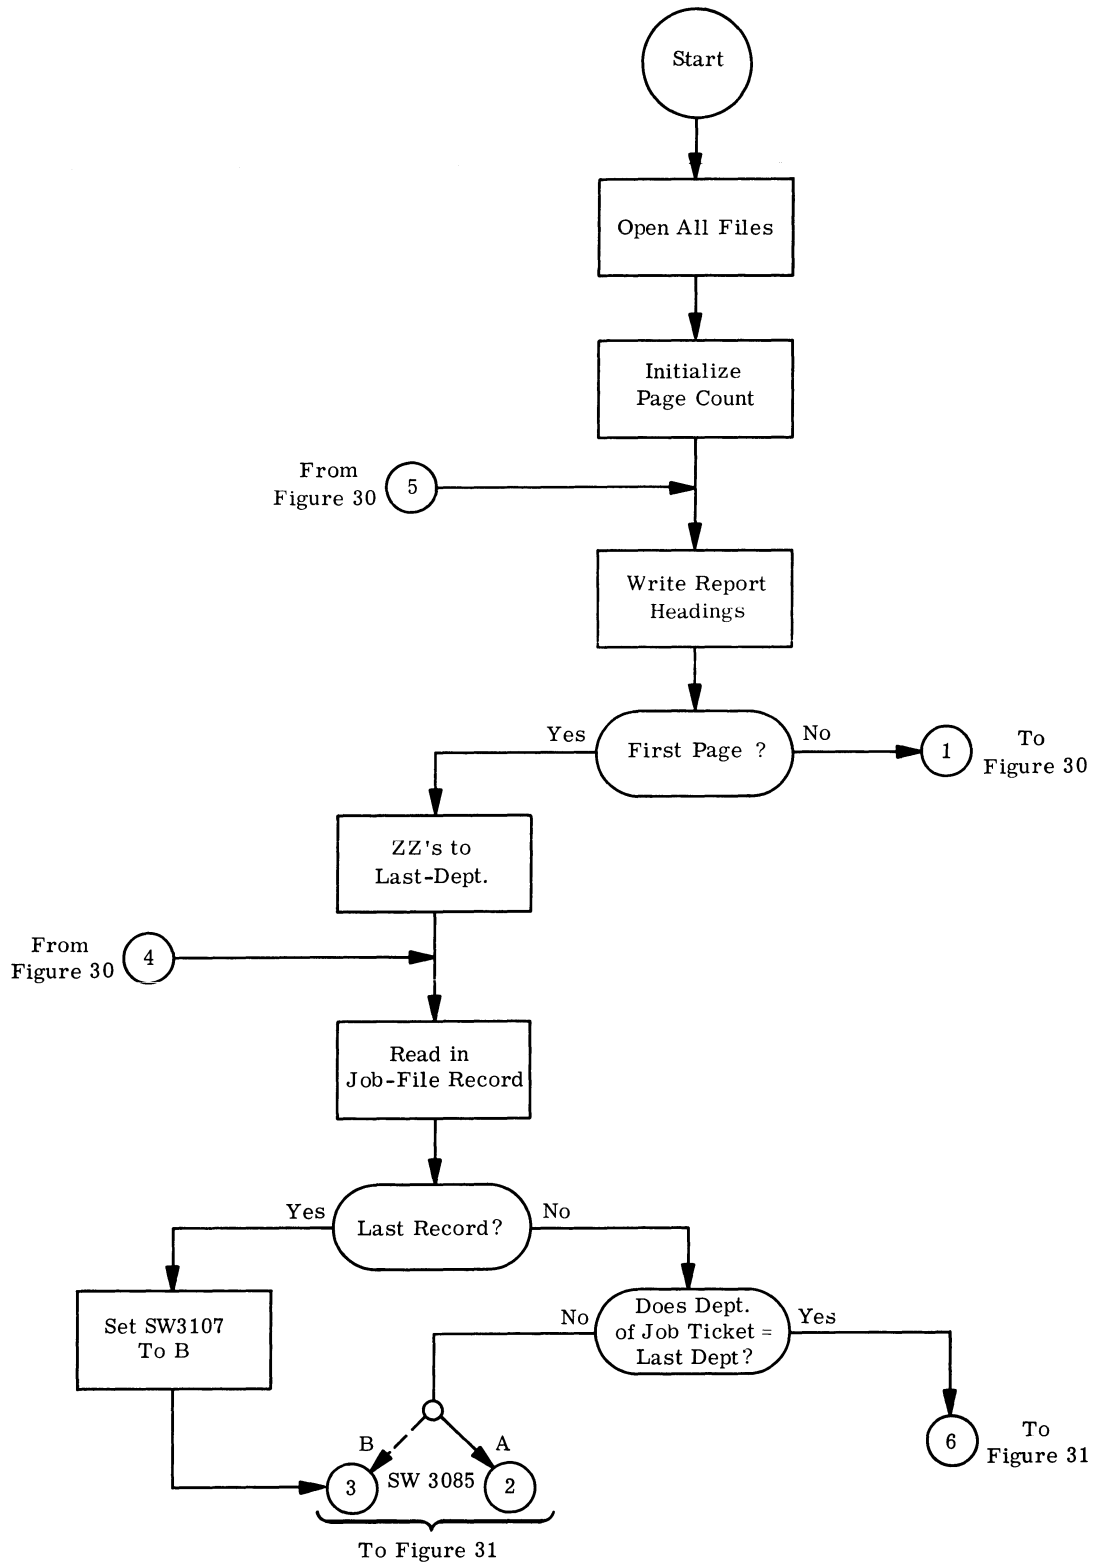 Start
Open All Files
Initialize
Page Count
From
Figure 30
5
Write Report
Headings
Yes
First Page ?
No
1
To
Figure 30
ZZ's to
Last-Dept.
From
Figure 30
4
Read in
Job-File Record
Yes
Last Record?
No
Set SW3107
To B
No
Does Dept.
of Job Ticket =
Last Dept?
Yes
B
A
3
SW 3085
2
6
To
Figure 31
To Figure 31